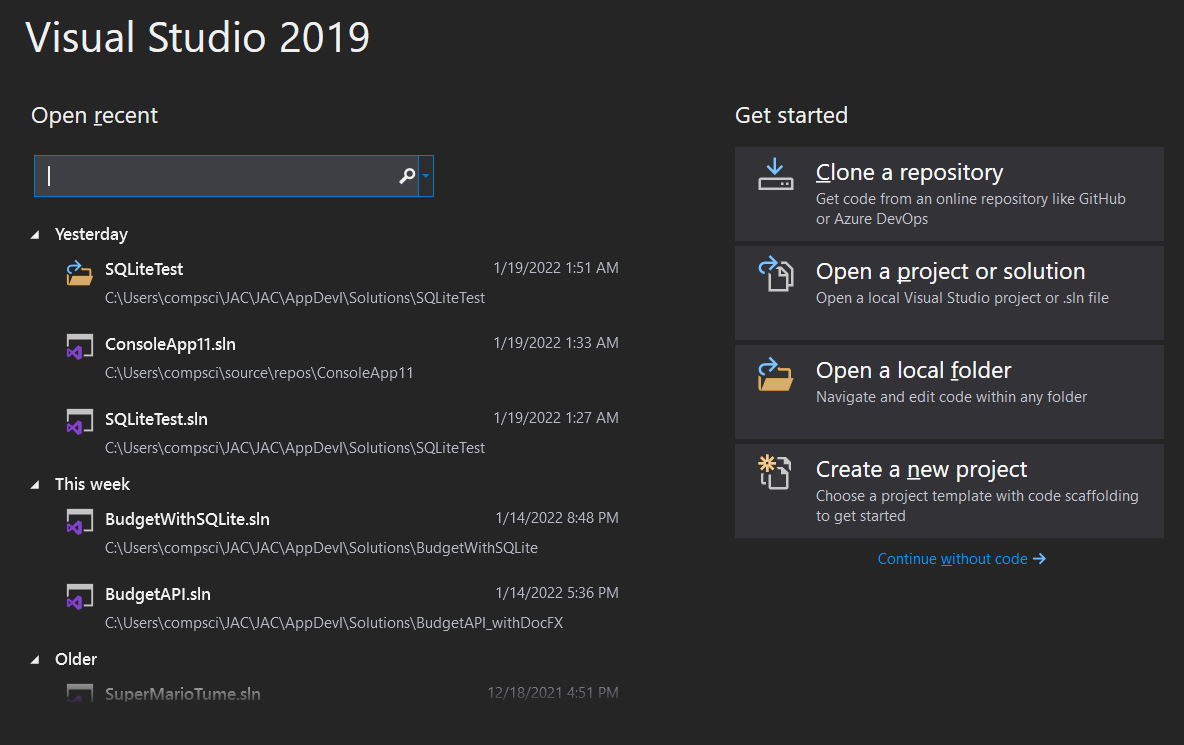 Visual Studio 2019
Open recent
Yesterday
SQLiteTest
1/19/2022 1:51 AM
C:\Users\compsci\JAC\JAC\AppDevI\Solutions\SQLiteTest
ConsoleApp11.sln
1/19/2022 1:33 AM
C:\Users\compsci\source\repos\ConsoleApp11
SQLiteTest.sln
1/19/2022 1:27 AM
C:\Users\compsci\JAC\JAC\AppDevI\Solutions\SQLiteTest
This week
BudgetWithSQLite.sln
1/14/2022 8:48 PM
C:\Users\compsci\JAC\JAC\AppDevI\Solutions\BudgetWithSQLite
BudgetAPI.sln
1/14/2022 5:36 PM
C:\Users\compsci\JAC\JAC\AppDevI\Solutions\BudgetAPI_withDocFX
Older
SuperMarioTume.sln
12/18/2021 4:51 PM
Get started
Clone a repository
Get code from an online repository like GitHub
or Azure DevOps
Open a project or solution
Open a local Visual Studio project or .sln file
Open a local folder
Navigate and edit code within any folder
Create a new project
Choose a project template with code scaffolding
to get started
Continue without code →